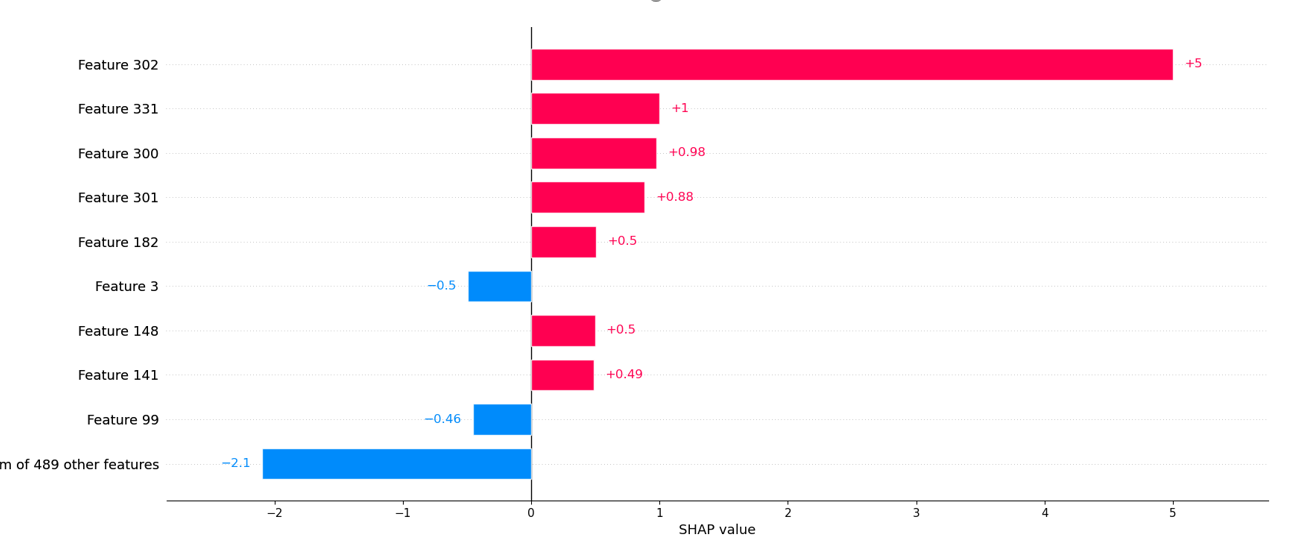 Feature 302
+5
Feature 331
+1
Feature 300
+0.98
Feature 301
+0.88
Feature 182
+0.5
Feature 3
−0.5
Feature 148
+0.5
Feature 141
+0.49
Feature 99
−0.46
m of 489 other features
−2.1
−2 −1 0 1 2 3 4 5
SHAP value